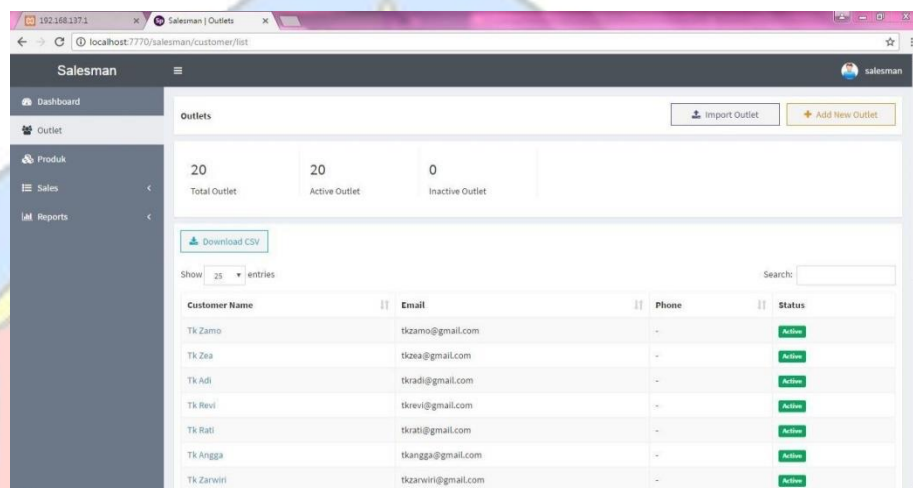 192.168.137.1
Salesman | Outlets
localhost:7770/salesman/customer/list
Salesman
salesman
Dashboard
Outlet
Produk
Sales
Reports
Outlets
Import Outlet
Add New Outlet
20
Total Outlet
20
Active Outlet
0
Inactive Outlet
Download CSV
Show 25 entries
Search:
Customer Name Email Phone Status
Tk Zamo tkzamo@gmail.com - Active
Tk Zea tkzea@gmail.com - Active
Tk Adi tkradi@gmail.com - Active
Tk Revi tkrevi@gmail.com - Active
Tk Rati tkrati@gmail.com - Active
Tk Angga tkangga@gmail.com - Active
Tk Zarwiri tkzarwiri@gmail.com - Active